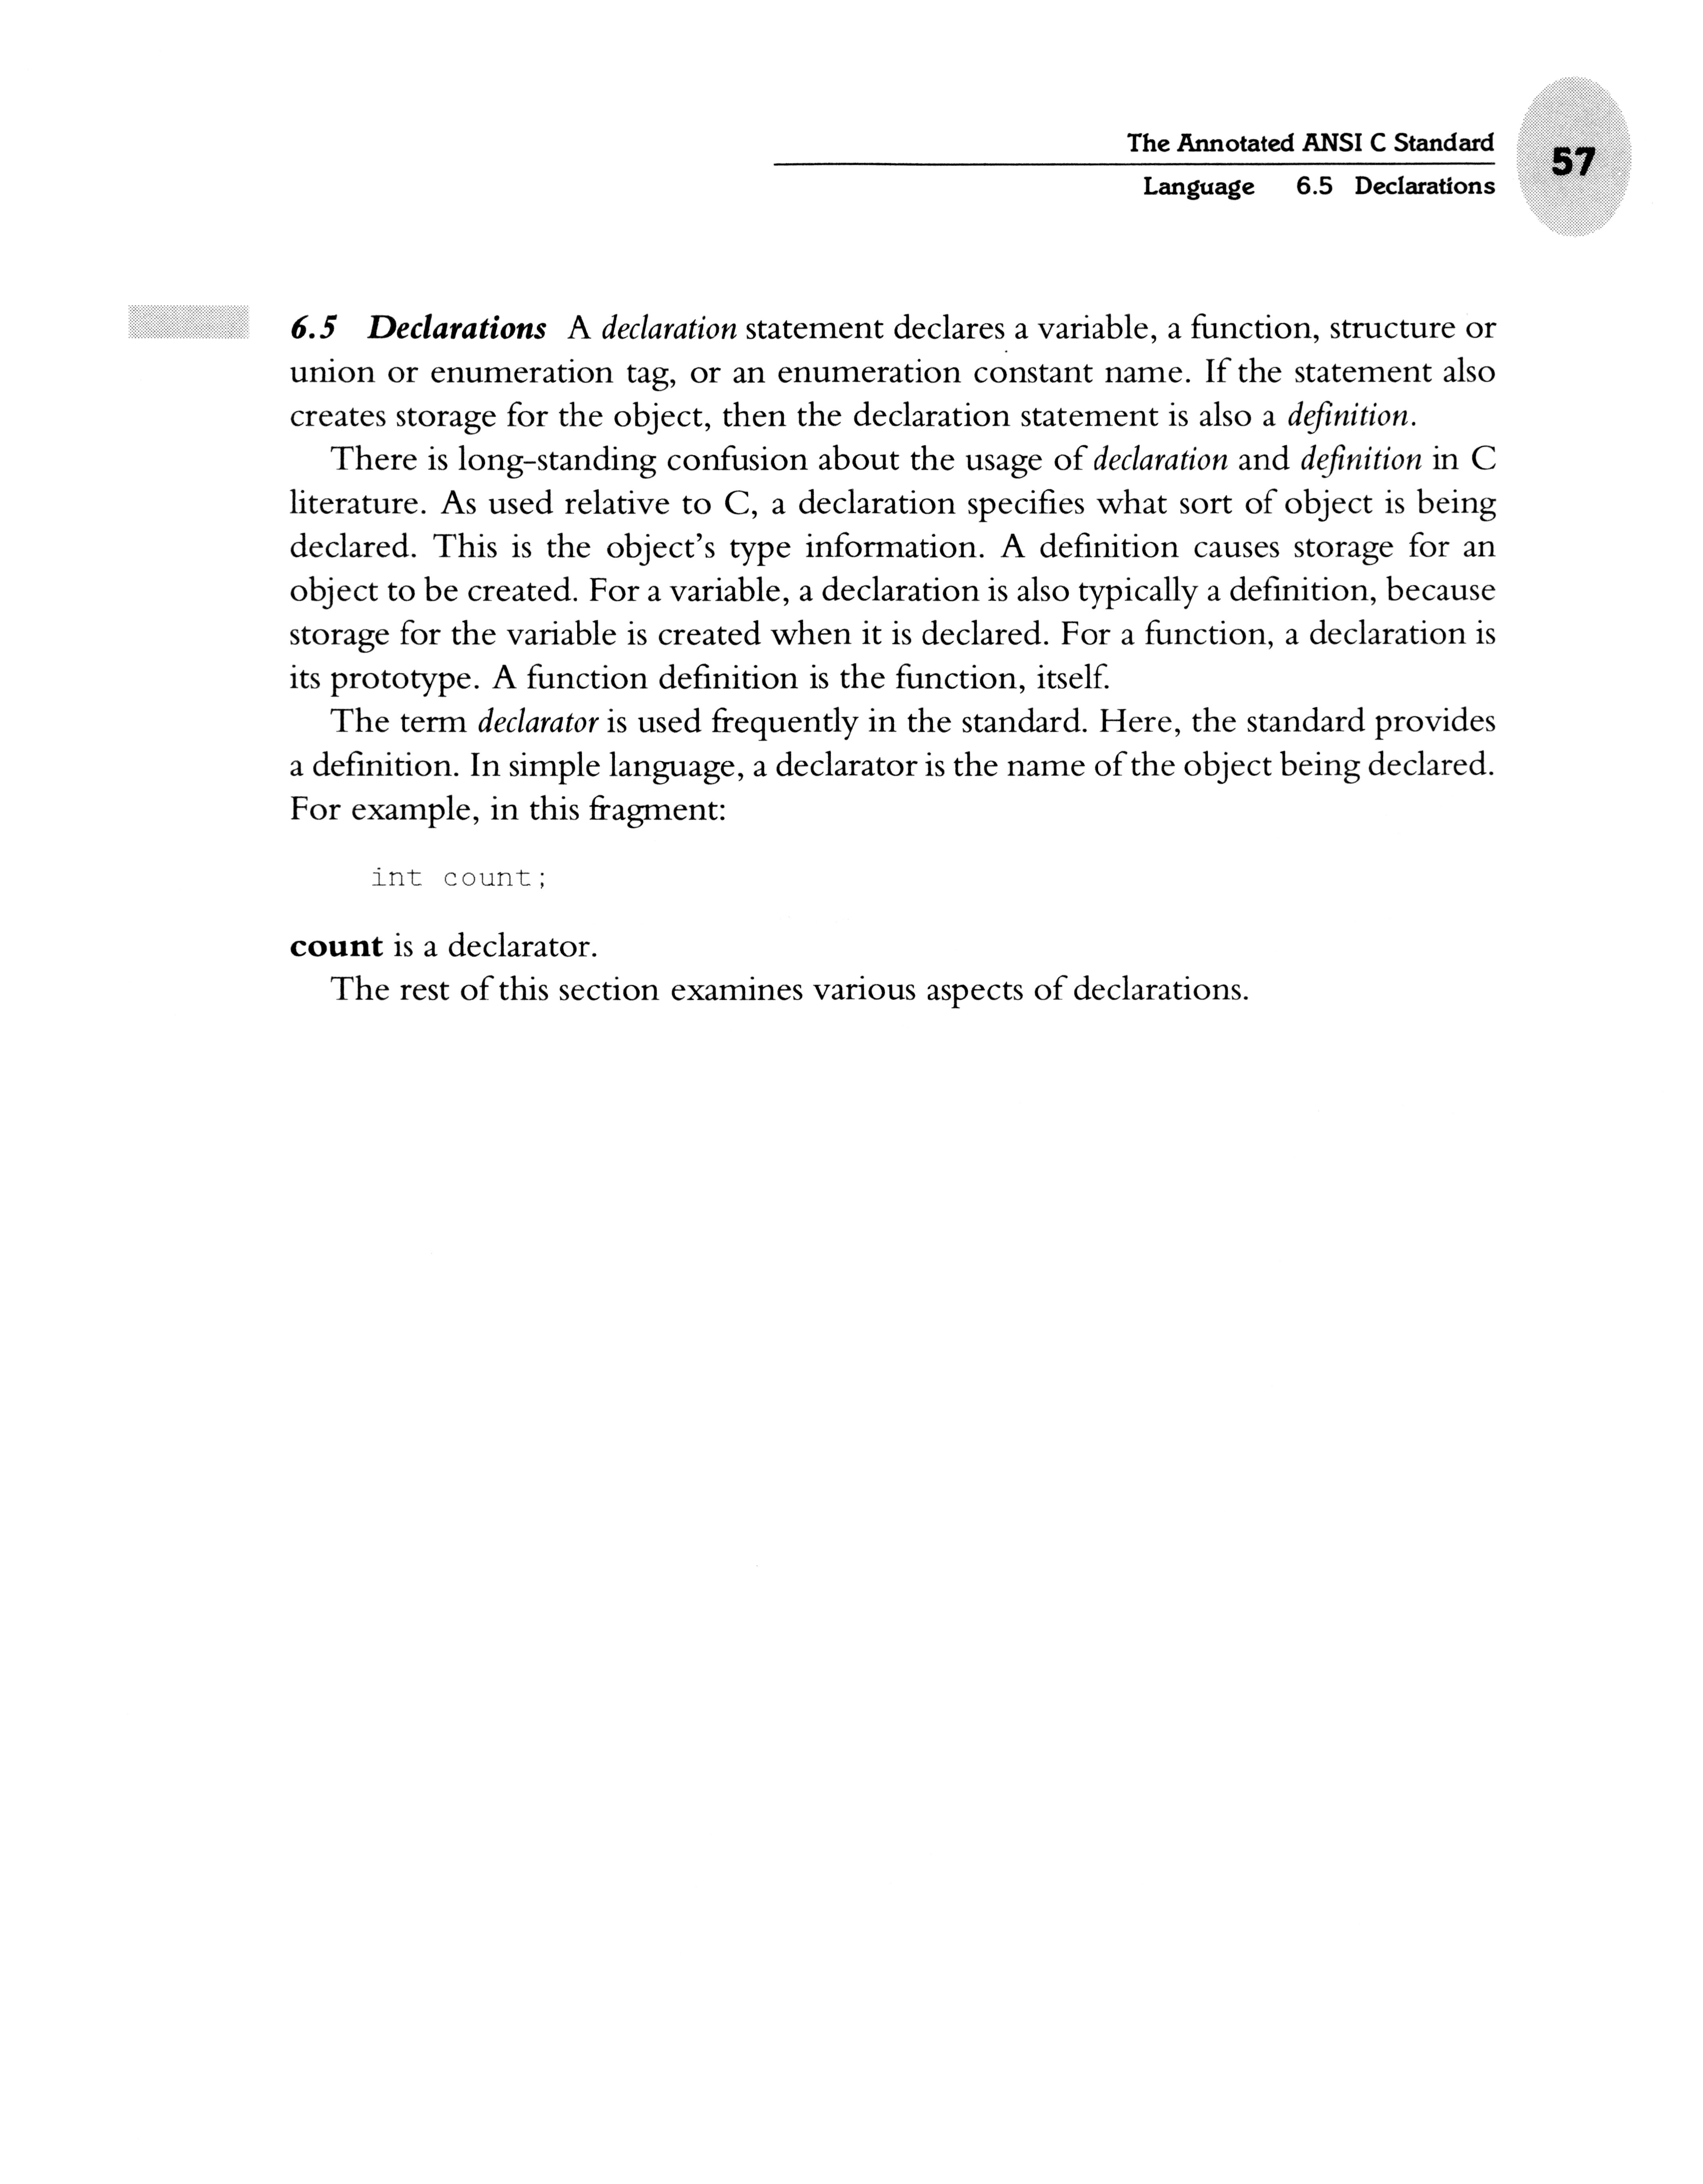 The Annotated ANSI C Standard
57
Language 6.5 Declarations
6.5 Declarations A declaration statement declares a variable, a function, structure or
union or enumeration tag, or an enumeration constant name. If the statement also
creates storage for the object, then the declaration statement is also a definition.
There is long-standing confusion about the usage of declaration and definition in C
literature. As used relative to C, a declaration specifies what sort of object is being
declared. This is the object's type information. A definition causes storage for an
object to be created. For a variable, a declaration is also typically a definition, because
storage for the variable is created when it is declared. For a function, a declaration is
its prototype. A function definition is the function, itself.
The term declarator is used frequently in the standard. Here, the standard provides
a definition. In simple language, a declarator is the name of the object being declared.
For example, in this fragment:
int count;
count is a declarator.
The rest of this section examines various aspects of declarations.